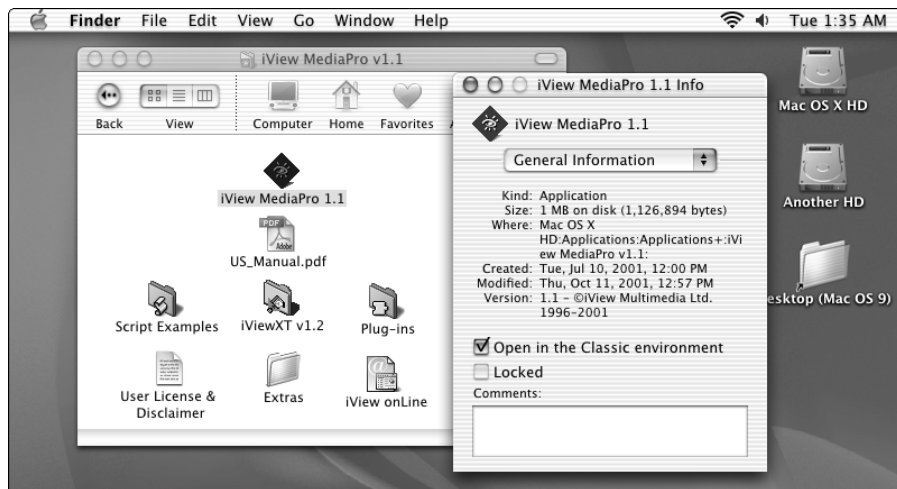 Finder File Edit View Go Window Help Tue 1:35 AM
iView MediaPro v1.1
Back View Computer Home Favorites
iView MediaPro 1.1
PDF
Adobe
US_Manual.pdf
Script Examples iViewXT v1.2 Plug-ins
User License &
Disclaimer
Extras
iView onLine
iView MediaPro 1.1 Info
iView MediaPro 1.1
General Information
Kind: Application
Size: 1 MB on disk (1,126,894 bytes)
Where: Mac OS X
HD:Applications:Applications+:iVi
ew MediaPro v1.1:
Created: Tue, Jul 10, 2001, 12:00 PM
Modified: Thu, Oct 11, 2001, 12:57 PM
Version: 1.1 – ©iView Multimedia Ltd.
1996-2001
Open in the Classic environment
Locked
Comments:
Mac OS X HD
Another HD
esktop (Mac OS 9)